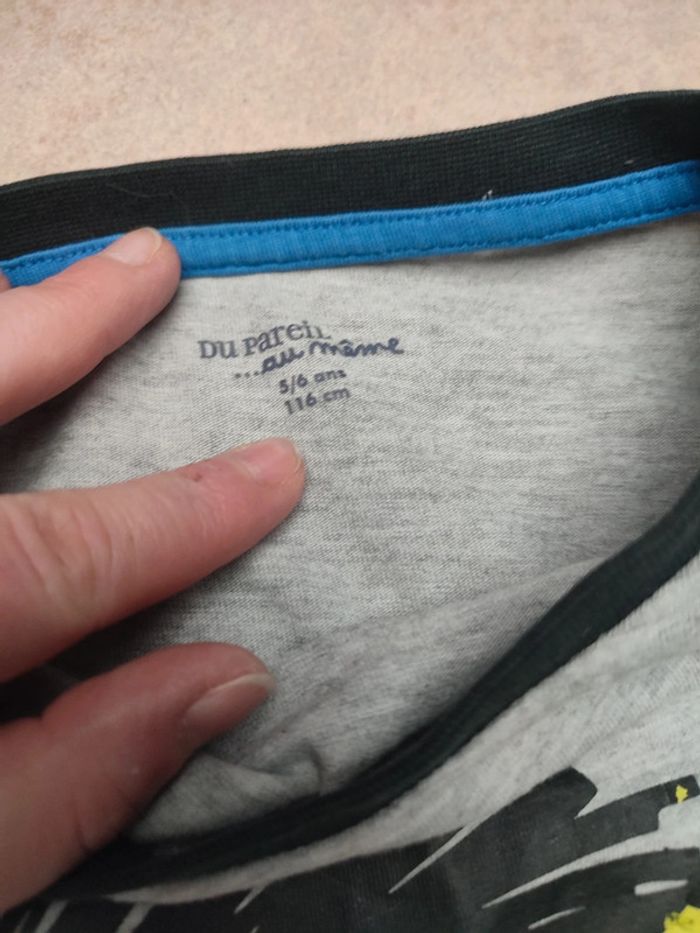 DU PAREIL
...au même
5/6 ans
116 cm